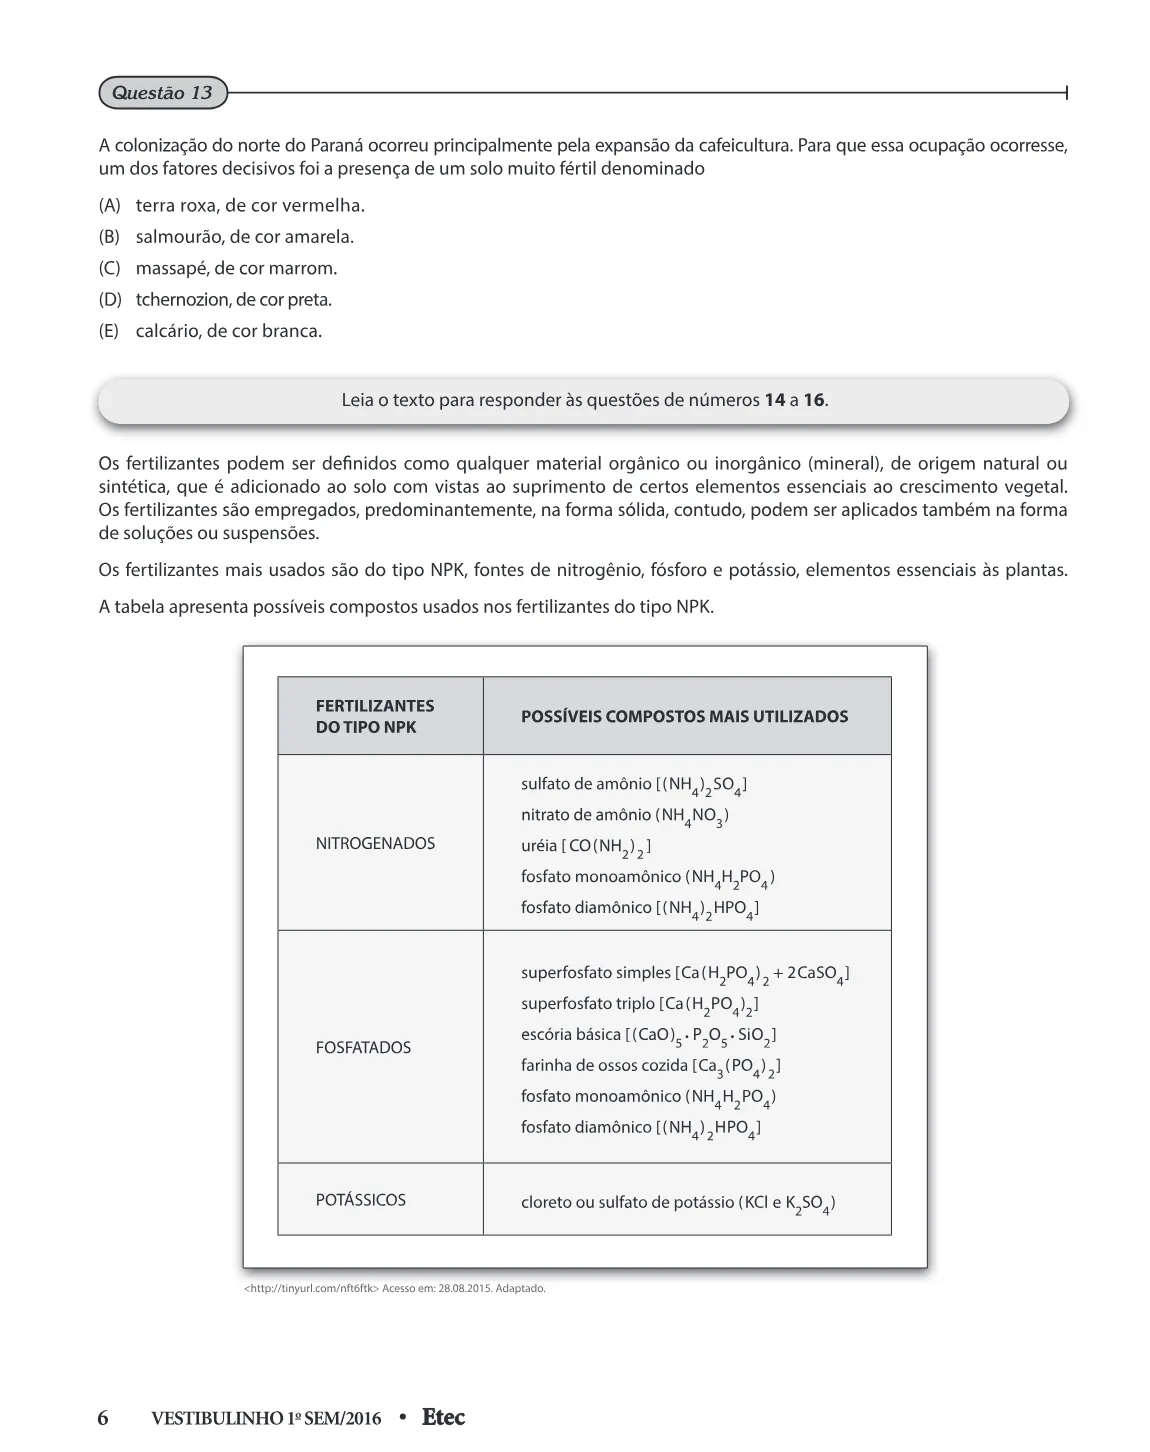 Questão 13
A colonização do norte do Paraná ocorreu principalmente pela expansão da cafeicultura. Para que essa ocupação ocorresse,
um dos fatores decisivos foi a presença de um solo muito fértil denominado
(A) terra roxa, de cor vermelha.
(B) salmourão, de cor amarela.
(C) massapé, de cor marrom.
(D) tchernozion, de cor preta.
(E) calcário, de cor branca.
Leia o texto para responder às questões de números 14 a 16.
Os fertilizantes podem ser definidos como qualquer material orgânico ou inorgânico (mineral), de origem natural ou
sintética, que é adicionado ao solo com vistas ao suprimento de certos elementos essenciais ao crescimento vegetal.
Os fertilizantes são empregados, predominantemente, na forma sólida, contudo, podem ser aplicados também na forma
de soluções ou suspensões.
Os fertilizantes mais usados são do tipo NPK, fontes de nitrogênio, fósforo e potássio, elementos essenciais às plantas.
A tabela apresenta possíveis compostos usados nos fertilizantes do tipo NPK.
FERTILIZANTES
DO TIPO NPK
POSSÍVEIS COMPOSTOS MAIS UTILIZADOS
NITROGENADOS
sulfato de amônio [(NH₄)₂SO₄]
nitrato de amônio (NH₄NO₃)
uréia [CO(NH₂)₂]
fosfato monoamônico (NH₄H₂PO₄)
fosfato diamônico [(NH₄)₂HPO₄]
FOSFATADOS
superfosfato simples [Ca(H₂PO₄)₂ + 2CaSO₄]
superfosfato triplo [Ca(H₂PO₄)₂]
escória básica [(CaO)₅ • P₂O₅ • SiO₂]
farinha de ossos cozida [Ca₃(PO₄)₂]
fosfato monoamônico (NH₄H₂PO₄)
fosfato diamônico [(NH₄)₂HPO₄]
POTÁSSICOS
cloreto ou sulfato de potássio (KCl e K₂SO₄)
<http://tinyurl.com/nft6ftk> Acesso em: 28.08.2015. Adaptado.
6 VESTIBULINHO 1º SEM/2016 • Etec